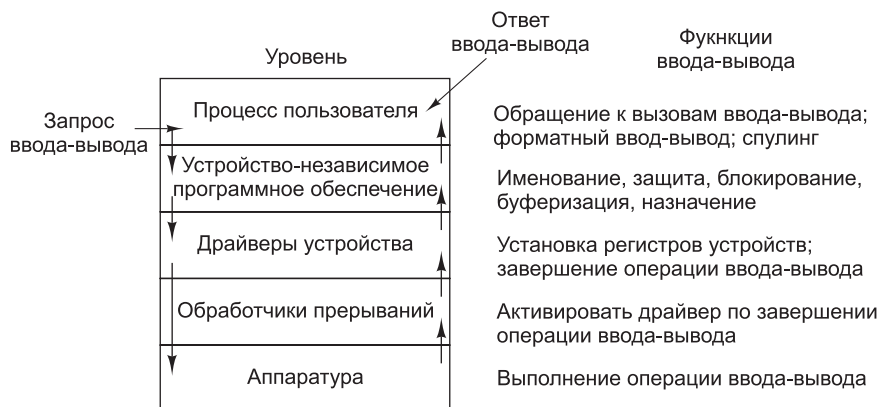 Ответ
ввода-вывода
Фукнкции
ввода-вывода
Уровень
Запрос
ввода-вывода
Процесс пользователя
Обращение к вызовам ввода-вывода;
форматный ввод-вывод; спулинг
Устройство-независимое
программное обеспечение
Именование, защита, блокирование,
буферизация, назначение
Драйверы устройства
Установка регистров устройств;
завершение операции ввода-вывода
Обработчики прерываний
Активировать драйвер по завершении
операции ввода-вывода
Аппаратура
Выполнение операции ввода-вывода